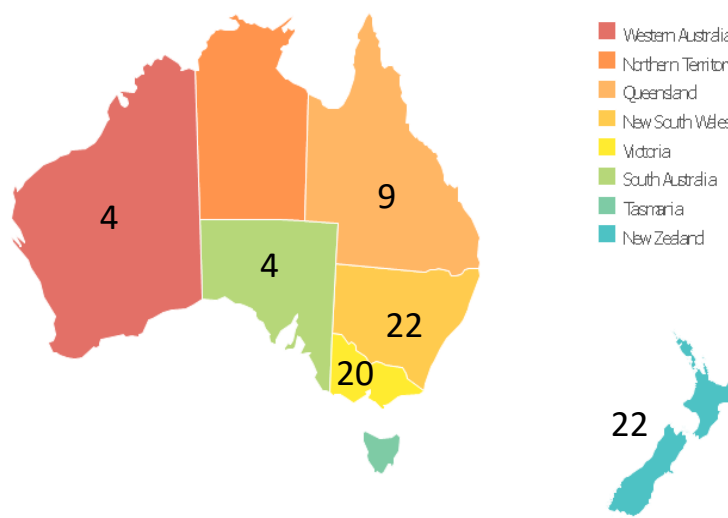 Western Australia
Northern Territor
Queensland
New South Wales
Victoria
South Australia
Tasmania
New Zealand
9
4
4
22
20
22